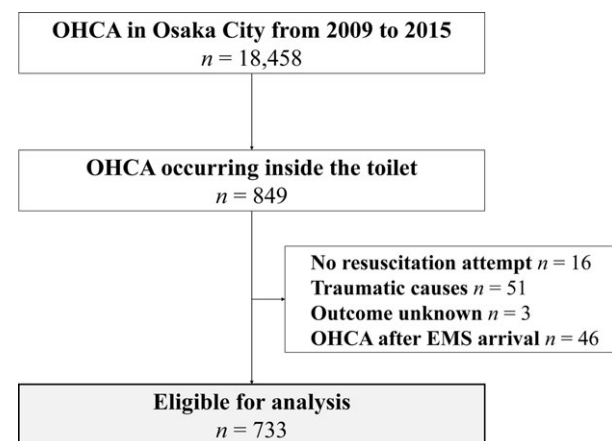 OHCA in Osaka City from 2009 to 2015
n = 18,458
OHCA occurring inside the toilet
n = 849
No resuscitation attempt n = 16
Traumatic causes n = 51
Outcome unknown n = 3
OHCA after EMS arrival n = 46
Eligible for analysis
n = 733